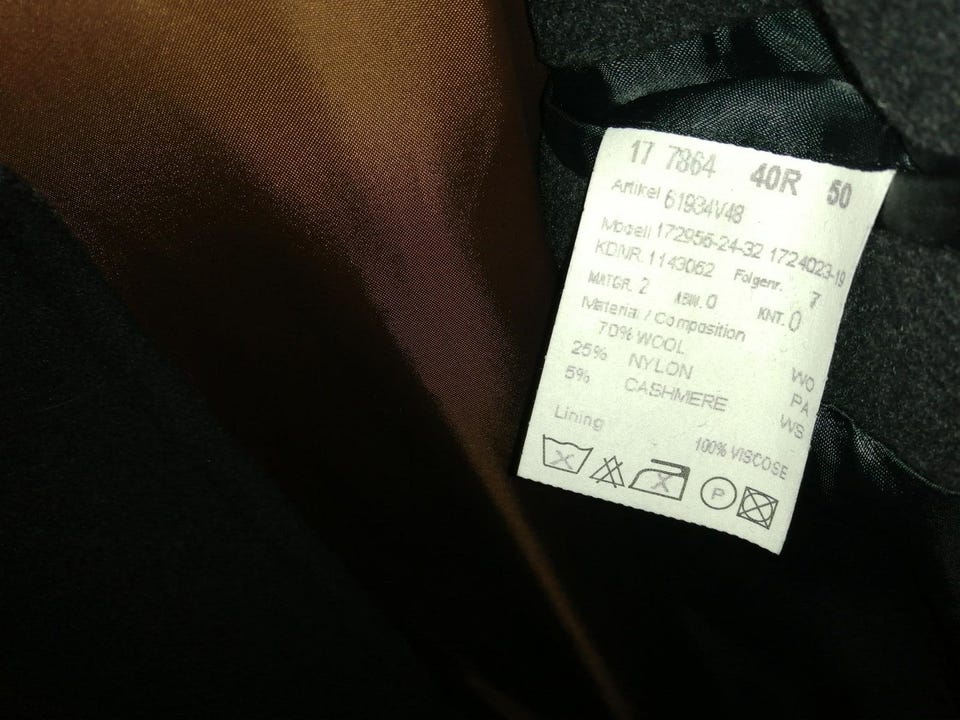 17 7864 40R 50
Artikel 61934V48
Modell 172956-24-32 1724023-19
KDNR. 1143052 Folgenr. 7
MATGR. 2 ABW. 0 KNT. 0
Material / Composition
70% WOOL WO
25% NYLON PA
5% CASHMERE WS
Lining 100% VISCOSE
P